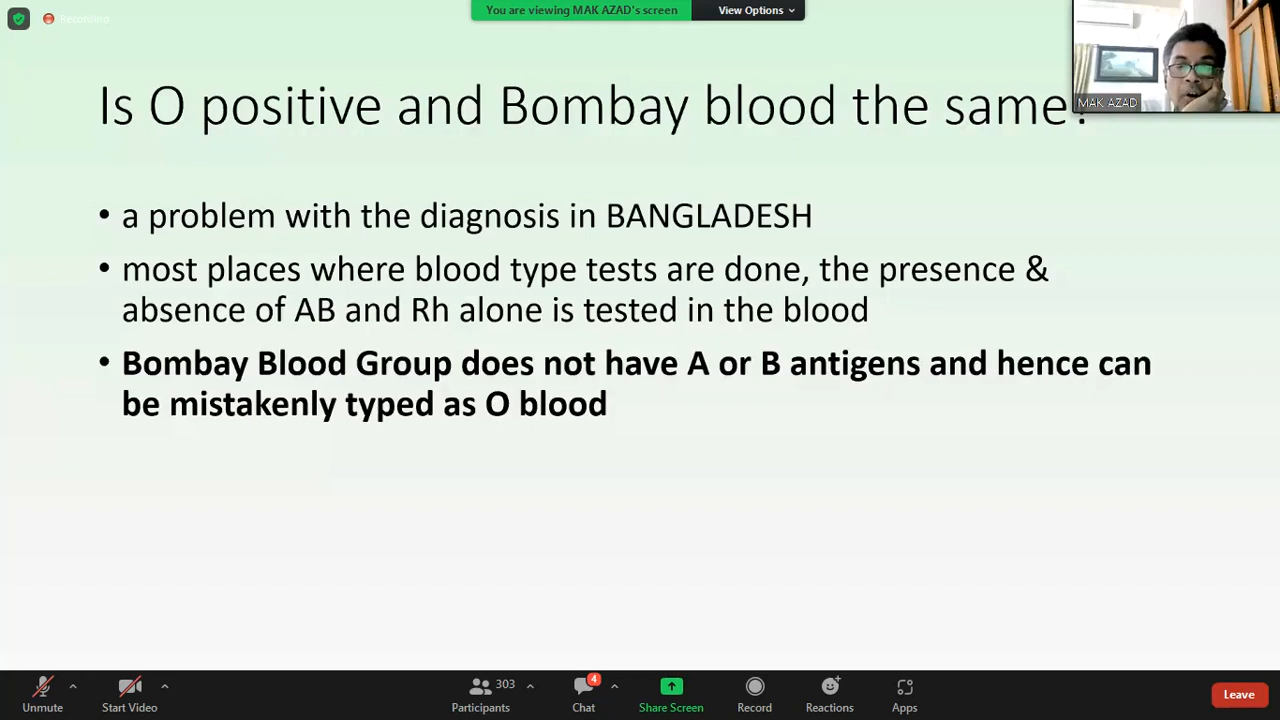 Recording
You are viewing MAK AZAD's screen
View Options
MAK AZAD
Is O positive and Bombay blood the same?
• a problem with the diagnosis in BANGLADESH
• most places where blood type tests are done, the presence &
absence of AB and Rh alone is tested in the blood
• Bombay Blood Group does not have A or B antigens and hence can
be mistakenly typed as O blood
Unmute
Start Video
303
Participants
4
Chat
Share Screen
Record
Reactions
Apps
Leave